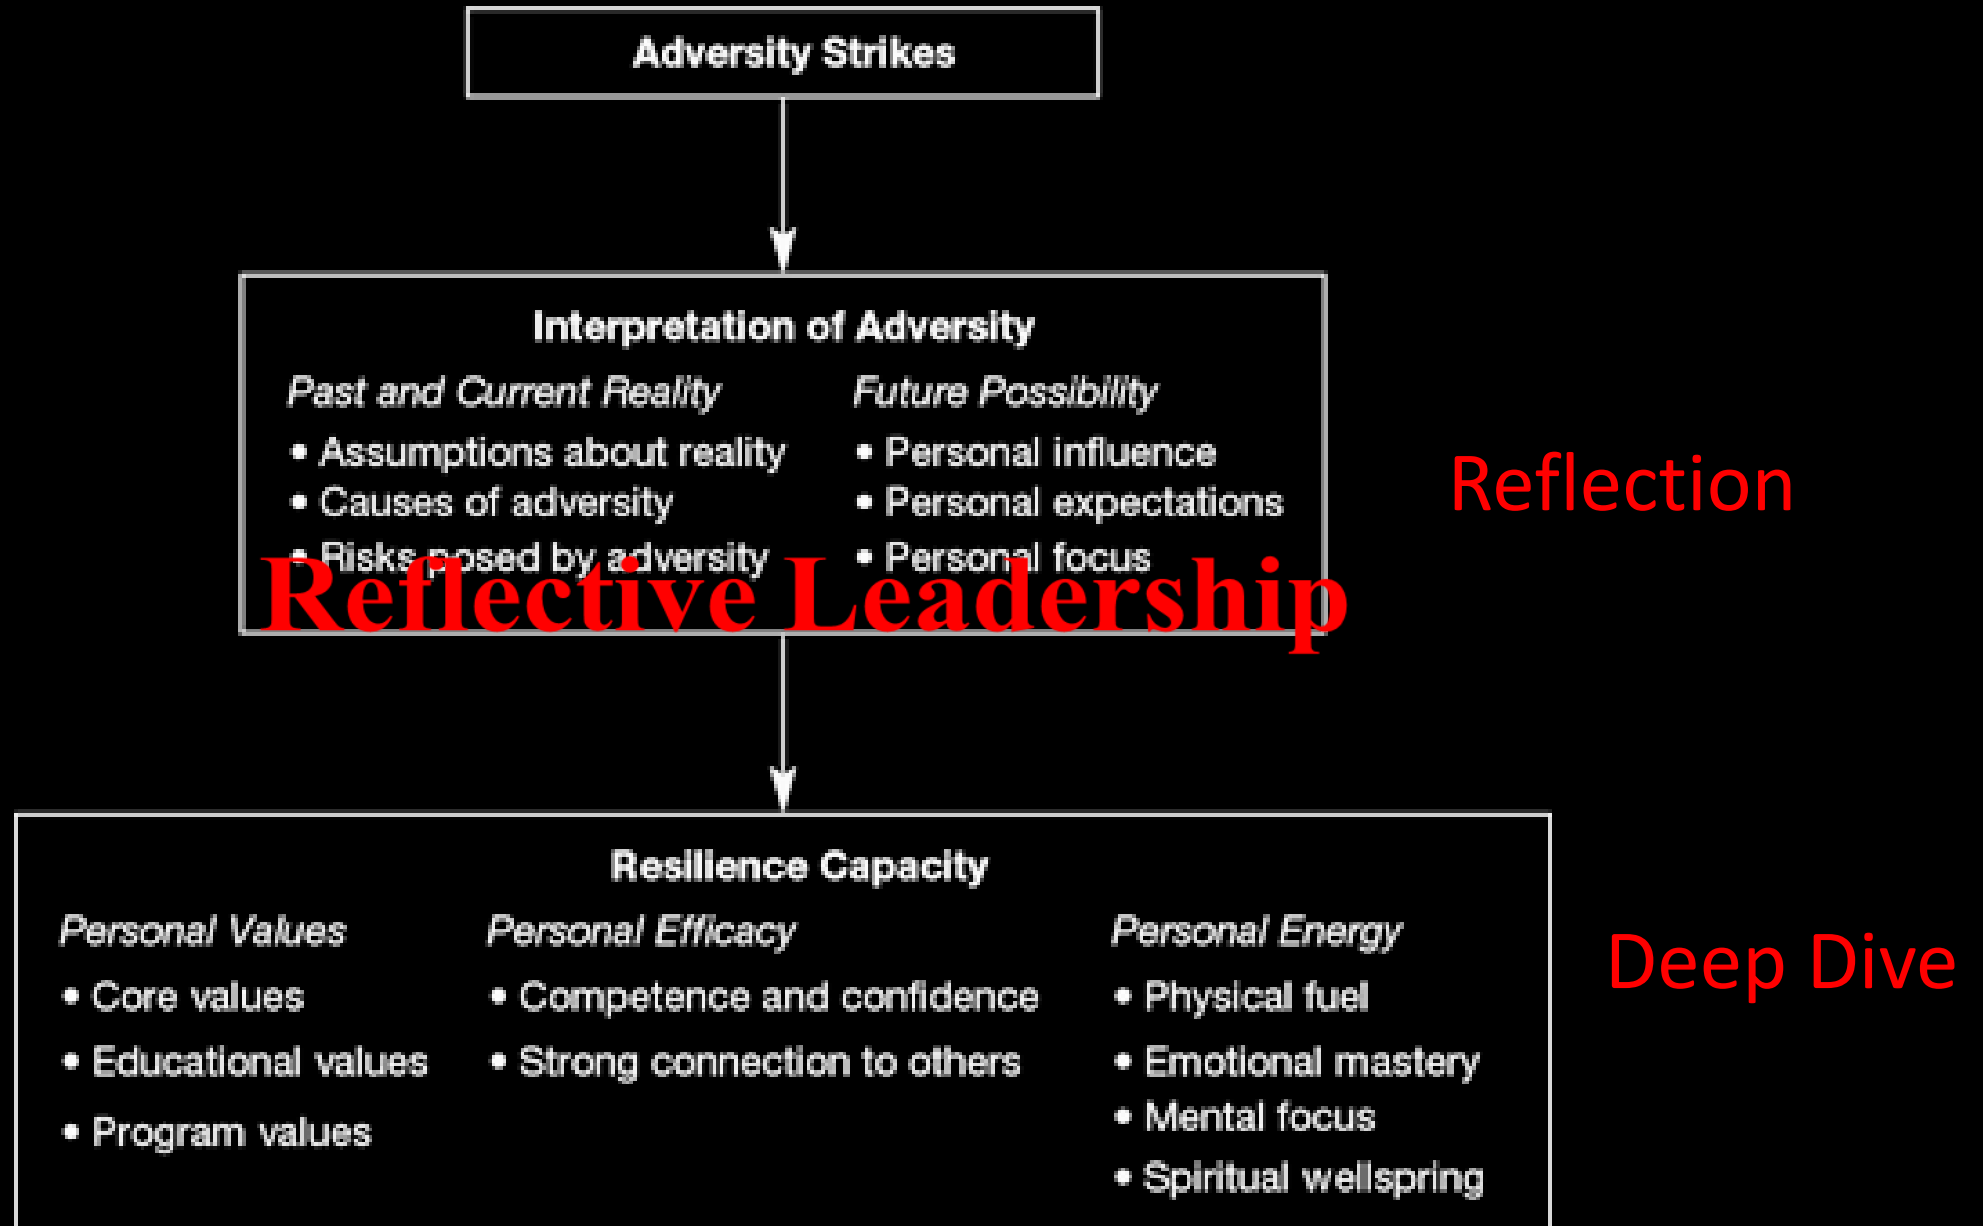 Adversity Strikes
Interpretation of Adversity
Past and Current Reality
• Assumptions about reality
• Causes of adversity
• Risks posed by adversity
Future Possibility
• Personal influence
• Personal expectations
• Personal focus
Reflection
Reflective Leadership
Resilience Capacity
Personal Values
• Core values
• Educational values
• Program values
Personal Efficacy
• Competence and confidence
• Strong connection to others
Personal Energy
• Physical fuel
• Emotional mastery
• Mental focus
• Spiritual wellspring
Deep Dive